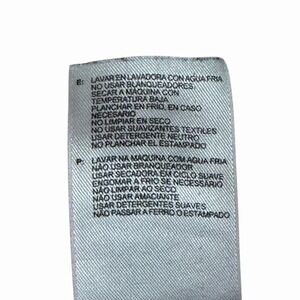 E: LAVAR EN LAVADORA CON AGUA FRIA
NO USAR BLANQUEADORES
SECAR A MAQUINA CON
TEMPERATURA BAJA
PLANCHAR EN FRIO, EN CASO
NECESARIO
NO LIMPIAR EN SECO
NO USAR SUAVIZANTES TEXTILES
USAR DETERGENTE NEUTRO
NO PLANCHAR EL ESTAMPADO
P: LAVAR NA MAQUINA COM AGUA FRIA
NÃO USAR BRANQUEADOR
USAR SECADORA EM CICLO SUAVE
ENGOMAR A FRIO SE NECESSÁRIO
NÃO LIMPAR AO SECO
NÃO USAR AMACIANTE
USAR DETERGENTES SUAVES
NÃO PASSAR A FERRO O ESTAMPADO